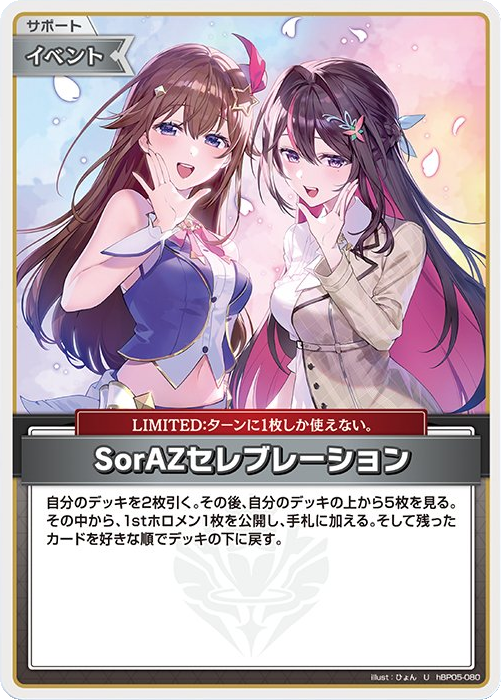 サポート
イベント
LIMITED:ターンに1枚しか使えない。
SorAZセレブレーション
自分のデッキを2枚引く。その後、自分のデッキの上から5枚を見る。
その中から、1stホロメン1枚を公開し、手札に加える。そして残った
カードを好きな順でデッキの下に戻す。
illust:ひょん U hBP05-080